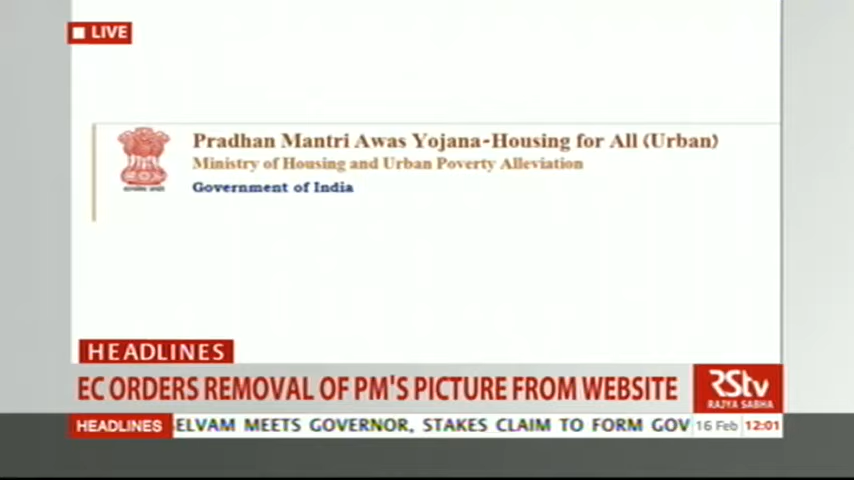 LIVE
Pradhan Mantri Awas Yojana-Housing for All (Urban)
Ministry of Housing and Urban Poverty Alleviation
Government of India
HEADLINES
EC ORDERS REMOVAL OF PM'S PICTURE FROM WEBSITE
RStv
RAJYA SABHA
HEADLINES
ELVAM MEETS GOVERNOR, STAKES CLAIM TO FORM GOV
16 Feb
12:01